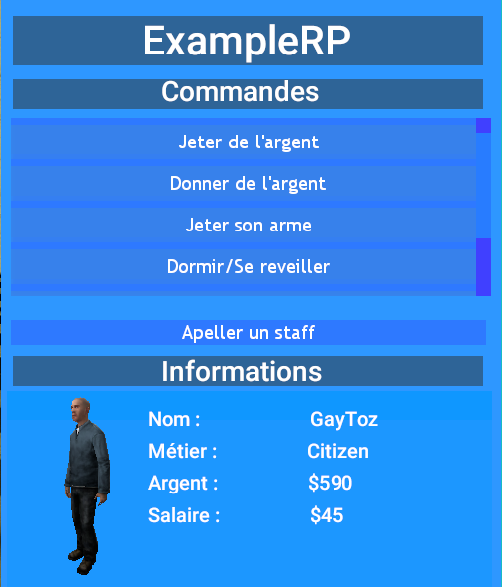 ExampleRP
Commandes
Jeter de l'argent
Donner de l'argent
Jeter son arme
Dormir/Se reveiller
Apeller un staff
Informations
Nom : GayToz
Métier : Citizen
Argent : $590
Salaire : $45